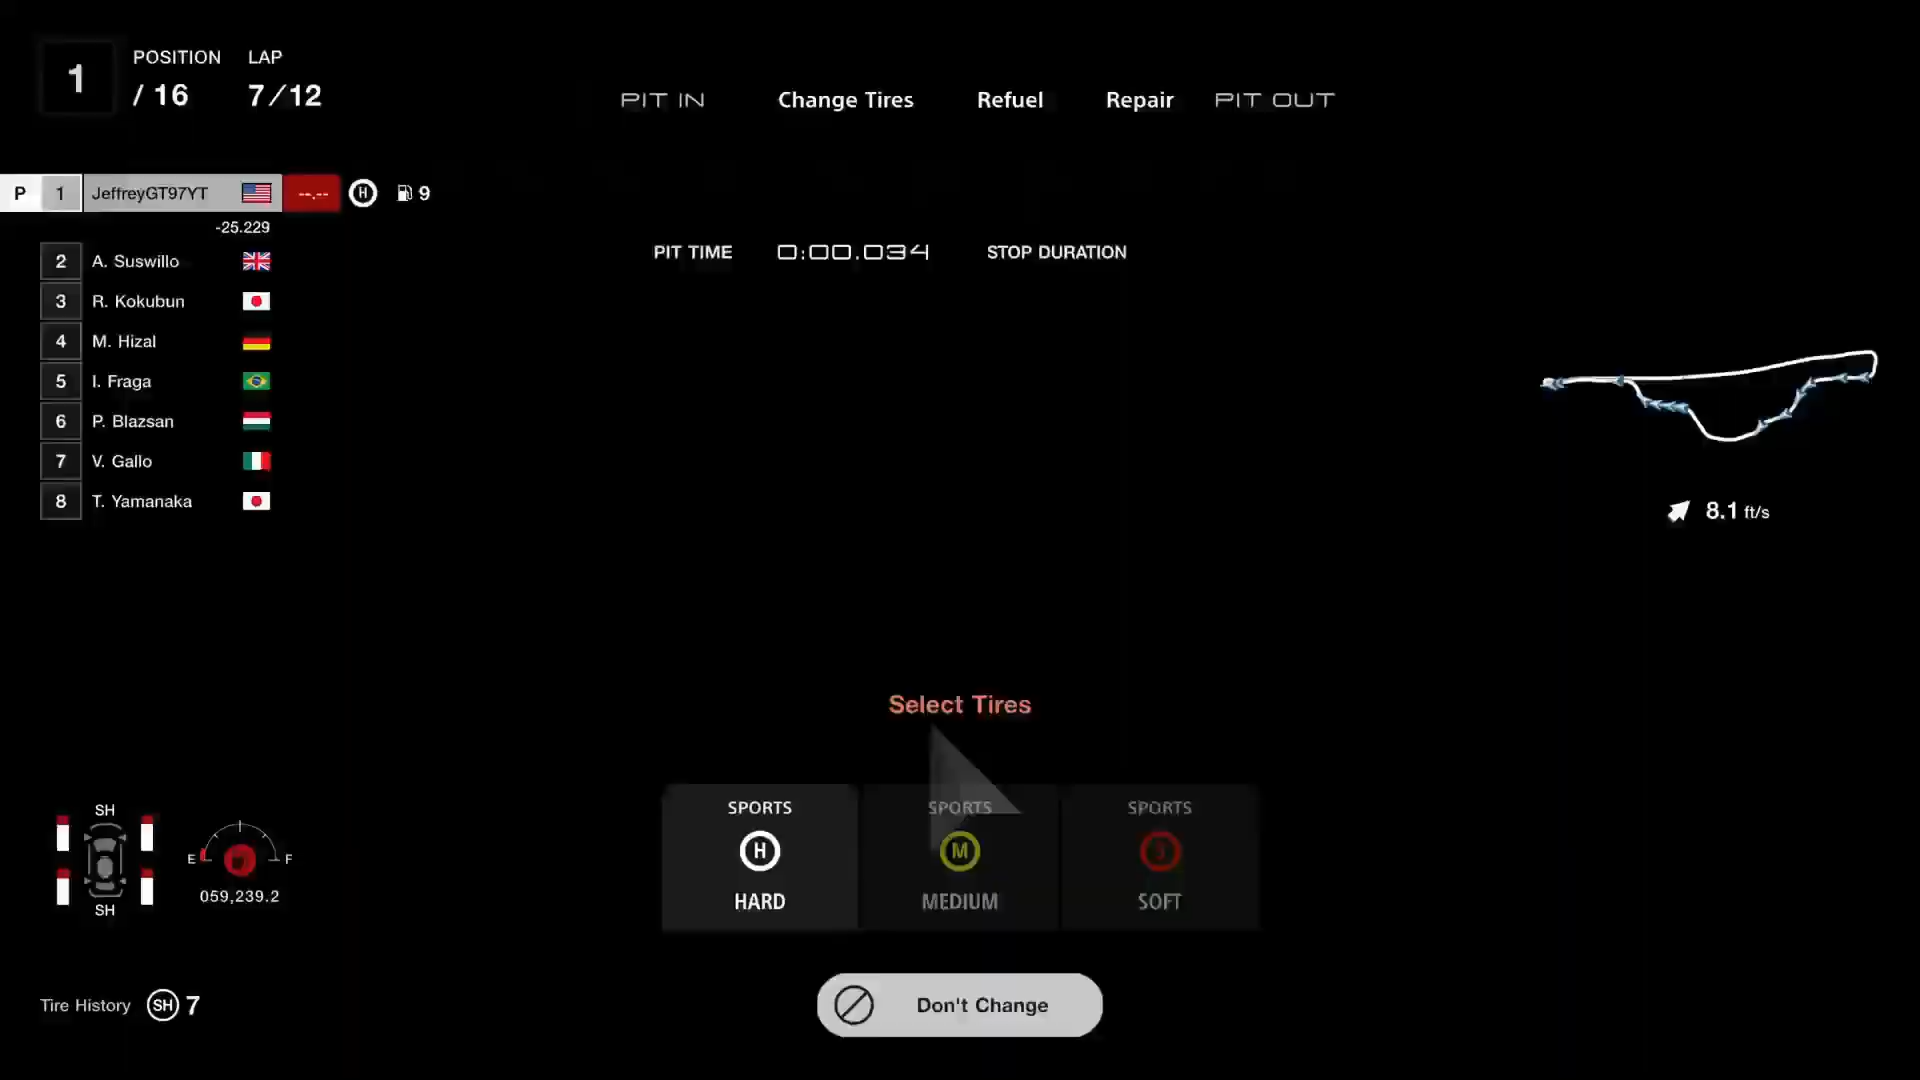 1
POSITION
/ 16
LAP
7/12
PIT IN
Change Tires
Refuel
Repair
PIT OUT
P 1 JeffreyGT97YT --.-- H 9
-25.229
2 A. Suswillo
3 R. Kokubun
4 M. Hizal
5 I. Fraga
6 P. Blazsan
7 V. Gallo
8 T. Yamanaka
PIT TIME 0:00.034 STOP DURATION
8.1 ft/s
Select Tires
SPORTS
H
HARD
SPORTS
M
MEDIUM
SPORTS
SOFT
Don't Change
SH
SH
E F
059,239.2
Tire History SH 7